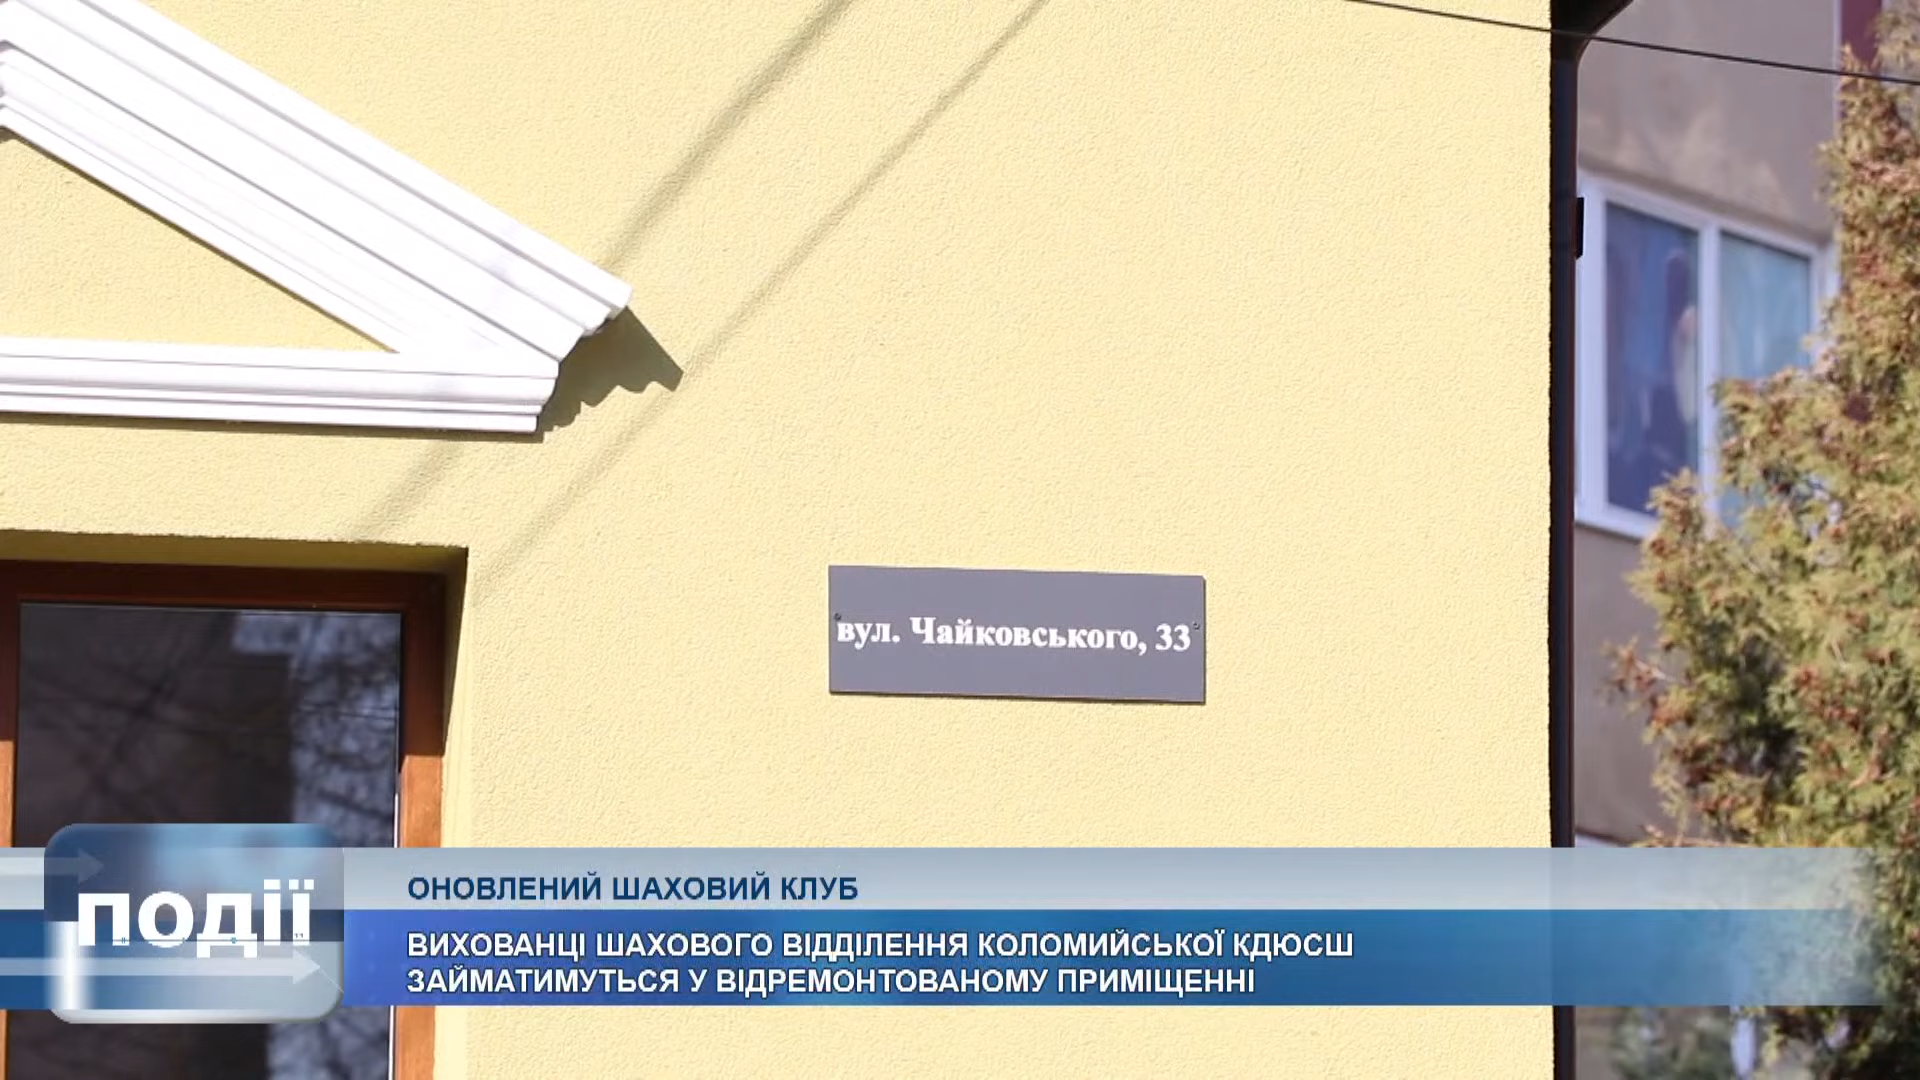 вул. Чайковського, 33
ОНОВЛЕНИЙ ШАХОВИЙ КЛУБ
події
ВИХОВАНЦІ ШАХОВОГО ВІДДІЛЕННЯ КОЛОМИЙСЬКОЇ КДЮСШ
ЗАЙМАТИМУТЬСЯ У ВІДРЕМОНТОВАНОМУ ПРИМІЩЕННІ